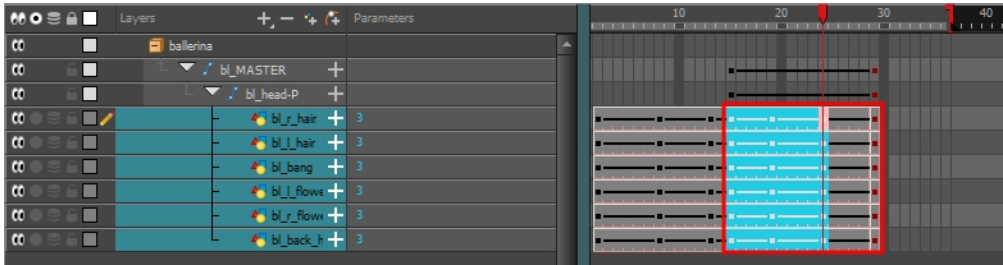 Layers Parameters 10 20 30 40
ballerina
bl_MASTER
bl_head-P
bl_r_hair 3
bl_l_hair 3
bl_bang 3
bl_l_flowe 3
bl_r_flowe 3
bl_back_h 3